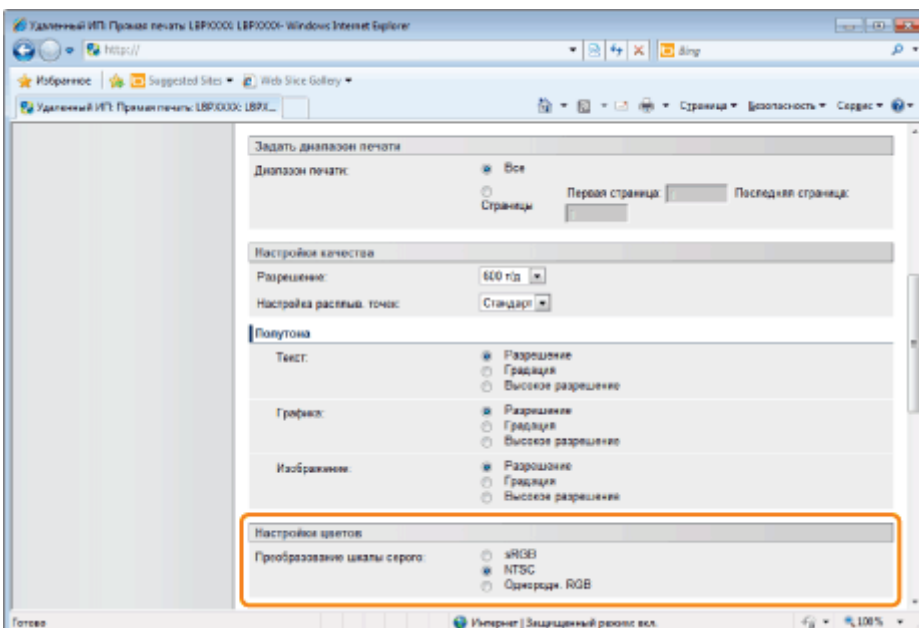 Удаленный ИП: Прямая печать: LBPXXXX: LBPXXXX- Windows Internet Explorer
http://
Bing
Избранное Suggested Sites Web Slice Gallery
Удаленный ИП: Прямая печать: LBPXXXX: LBPX... Страница Безопасность Сервис
Задать диапазон печати
Диапазон печати: Все
Страницы Первая страница: Последняя страница:
Настройки качества
Разрешение: 600 т/д
Настройка расплыв. точек: Стандарт
Полутона
Текст: Разрешение
Градация
Высокое разрешение
Графика: Разрешение
Градация
Высокое разрешение
Изображение: Разрешение
Градация
Высокое разрешение
Настройки цветов
Преобразование шкалы серого: sRGB
NTSC
Однородн. RGB
Готово Интернет | Защищенный режим: вкл. 100%